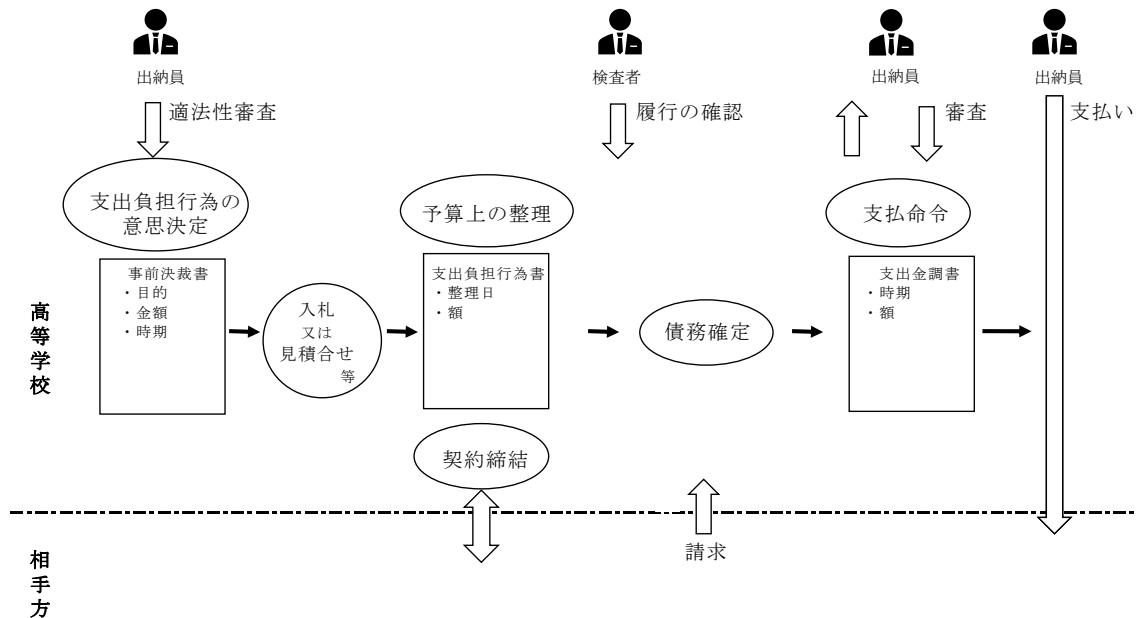 出納員
検査者
出納員
出納員
適法性審査
履行の確認
審査
支払い
支出負担行為の
意思決定
予算上の整理
支払命令
事前決裁書
・目的
・金額
・時期
入札
又は
見積合せ
等
支出負担行為書
・整理日
・額
債務確定
支出金調書
・時期
・額
高等学校
契約締結
請求
相手方